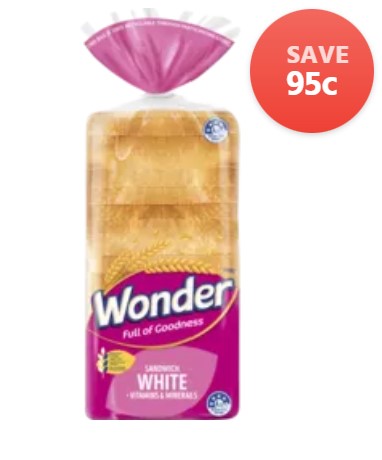 SAVE
95c
Wonder
Full of Goodness
SANDWICH
WHITE
+ VITAMINS & MINERALS